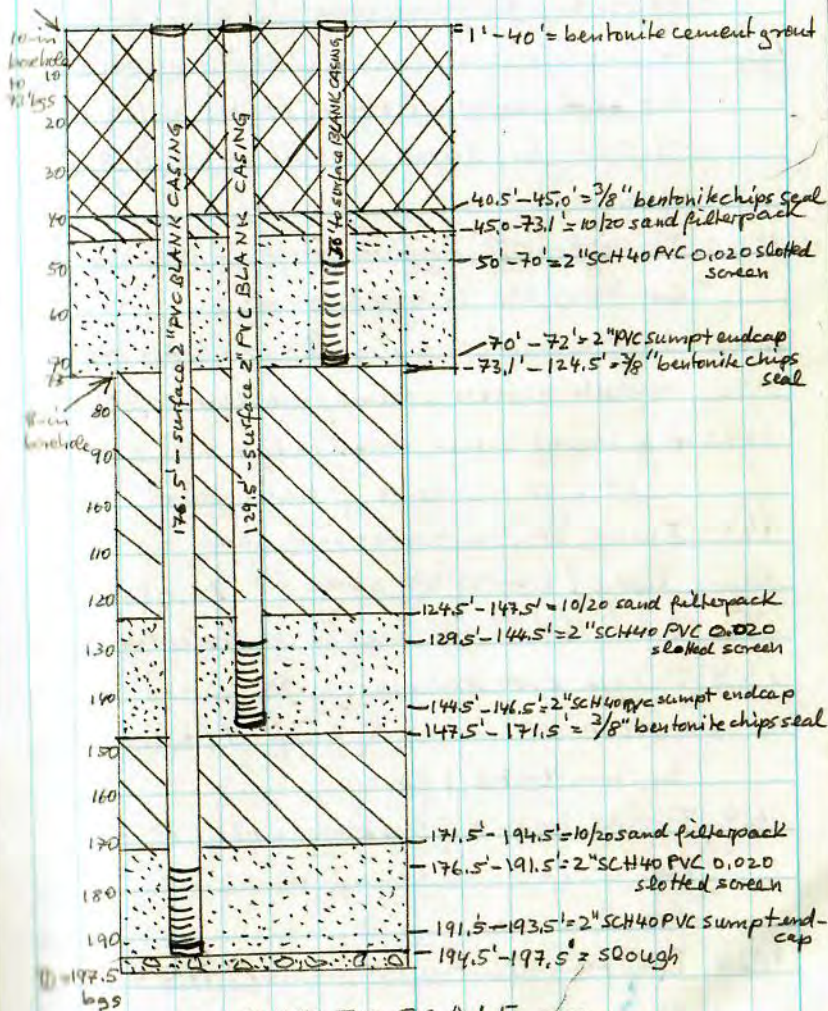 10-in
borehole
to
73' bgs
1'-40' = bentonite cement grout
10
20
30
40
50
60
70
73
80
90
100
110
120
130
140
150
160
170
180
190
197.5
bgs
176.5'-surface 2" PVC BLANK CASING
129.5'-surface 2" PVC BLANK CASING
surface BLANK CASING
40.5'-45.0' = 3/8" bentonite chips seal
45.0-73.1' = 10/20 sand filterpack
50'-70' = 2" SCH40 PVC 0.020 slotted
screen
70'-72' = 2" PVC sumpt endcap
73.1'-124.5' = 3/8" bentonite chips
seal
-in
borehole
124.5'-147.5' = 10/20 sand filterpack
129.5'-144.5' = 2" SCH40 PVC 0.020
slotted screen
144.5'-146.5' = 2" SCH40 PVC sumpt endcap
147.5'-171.5' = 3/8" bentonite chips seal
171.5'-194.5' = 10/20 sand filterpack
176.5'-191.5' = 2" SCH40 PVC 0.020
slotted screen
191.5-193.5' = 2" SCH40 PVC sumpt end-
cap
194.5'-197.5' = slough